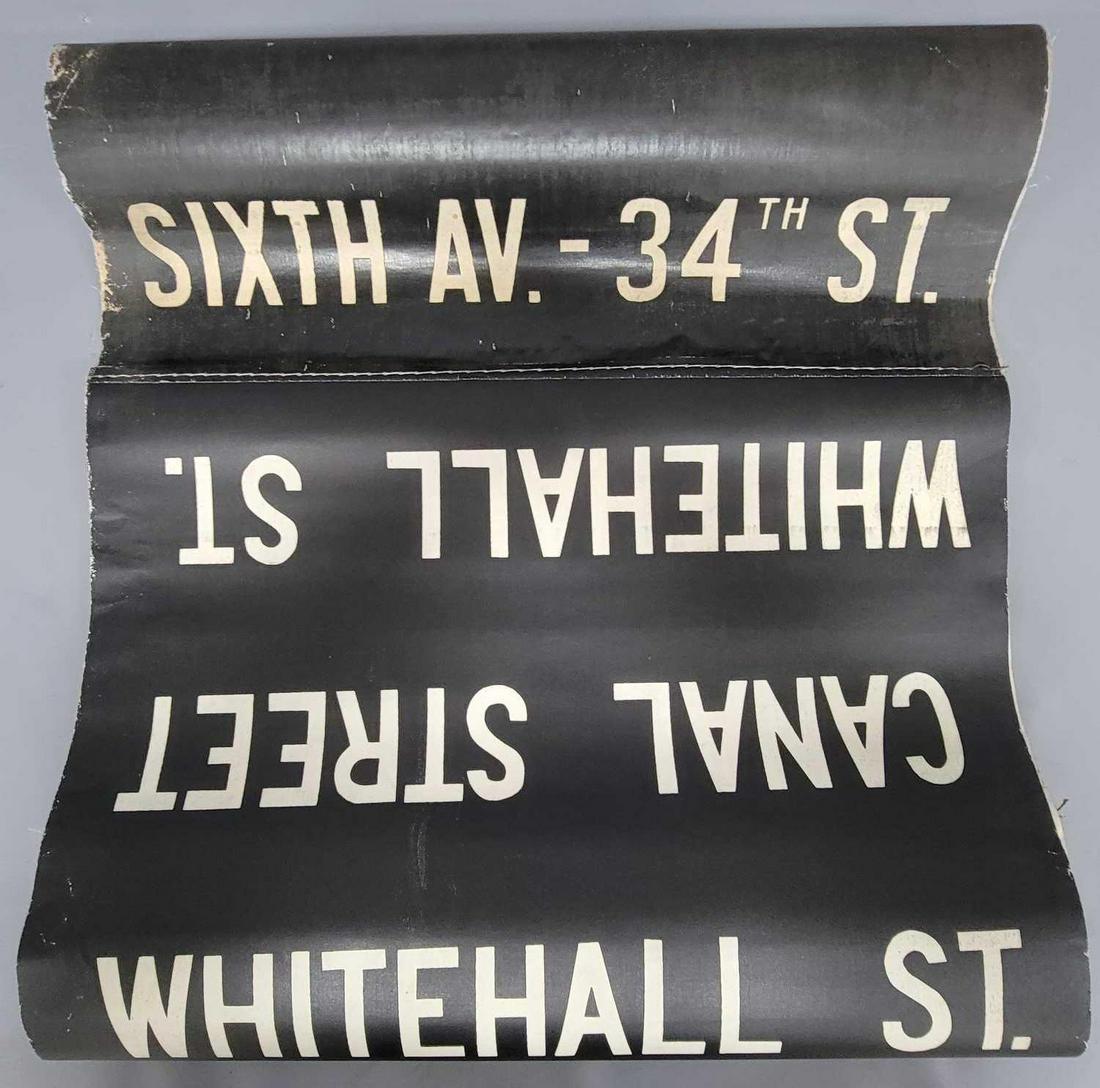 SIXTH AV. - 34TH ST.
WHITEHALL ST.
CANAL STREET
WHITEHALL ST.